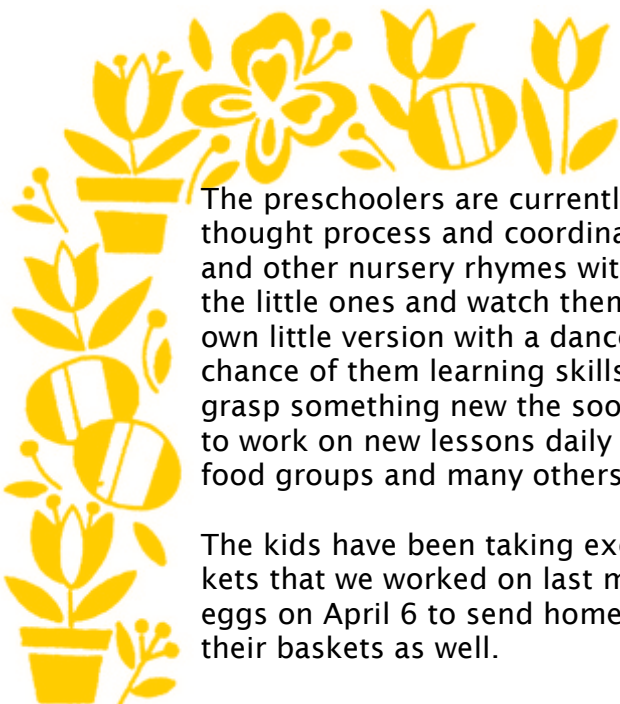 The preschoolers are currentl
thought process and coordina
and other nursery rhymes wit
the little ones and watch them
own little version with a dance
chance of them learning skills
grasp something new the soo
to work on new lessons daily
food groups and many others
The kids have been taking exc
kets that we worked on last m
eggs on April 6 to send home
their baskets as well.